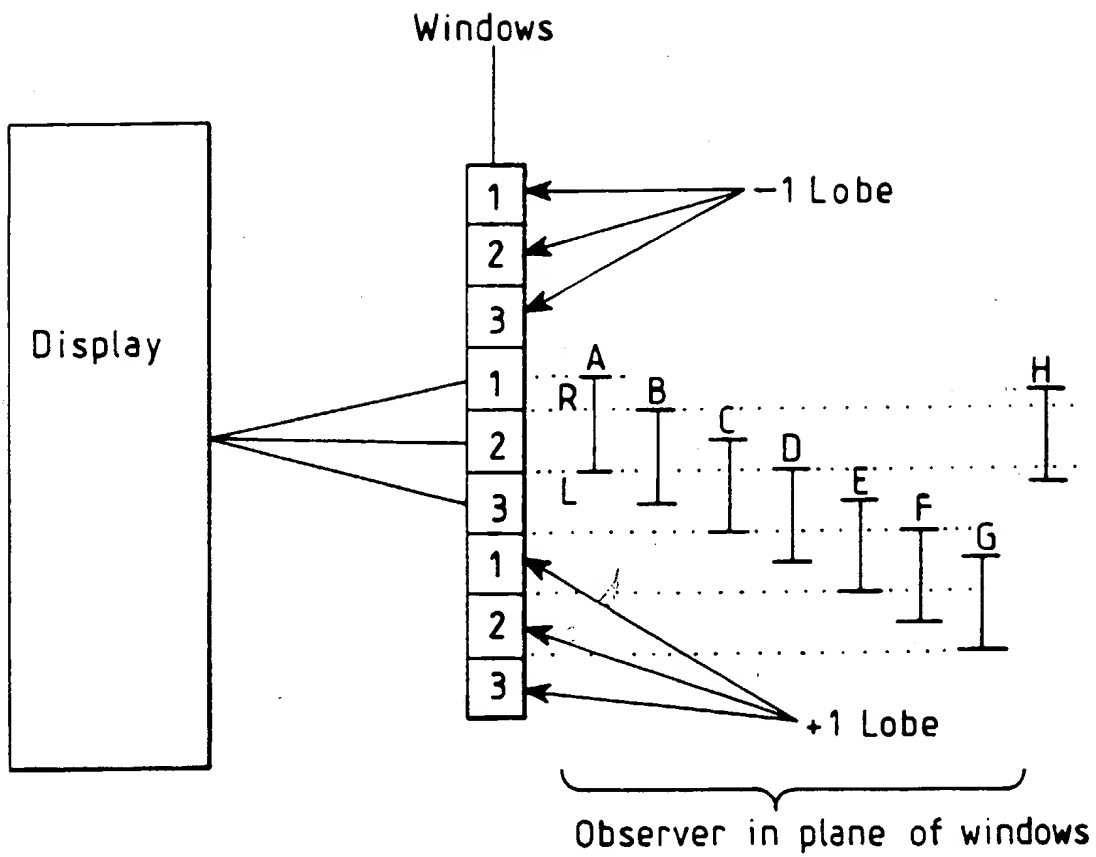 Windows
1
-1 Lobe
2
3
Display
A
H
1
R
B
C
2
D
L
E
3
F
G
1
2
3
+1 Lobe
Observer in plane of windows